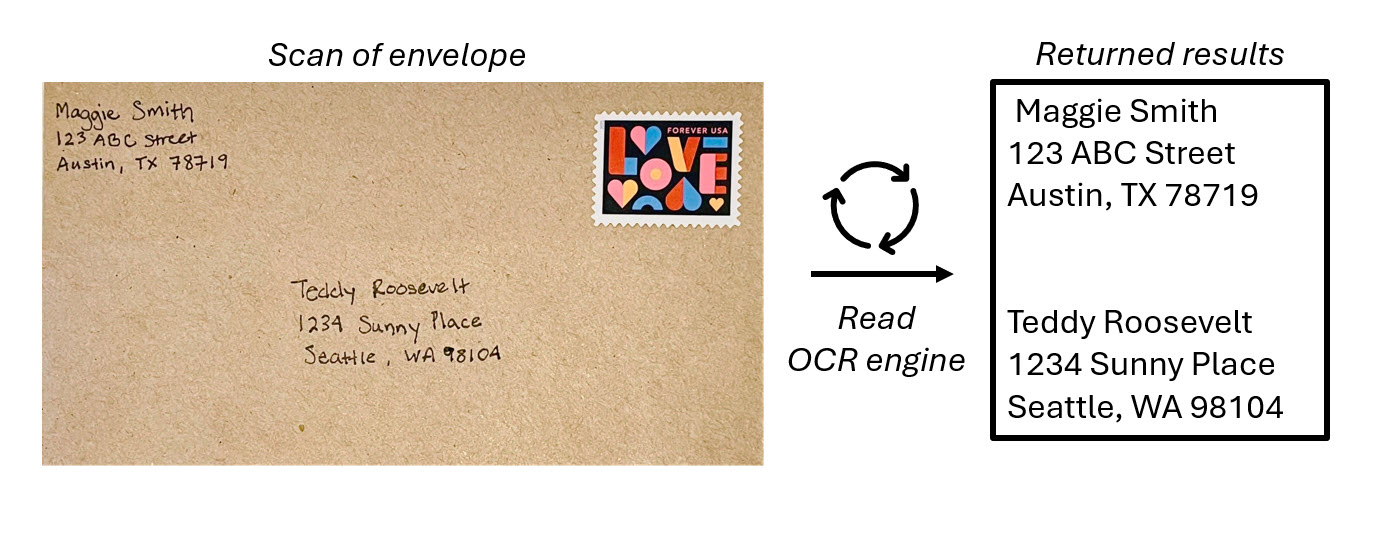 Scan of envelope
Maggie Smith
123 ABC Street
Austin, TX 78719
FOREVER USA
LOVE
Teddy Roosevelt
1234 Sunny Place
Seattle, WA 98104
Read
OCR engine
Returned results
Maggie Smith
123 ABC Street
Austin, TX 78719
Teddy Roosevelt
1234 Sunny Place
Seattle, WA 98104